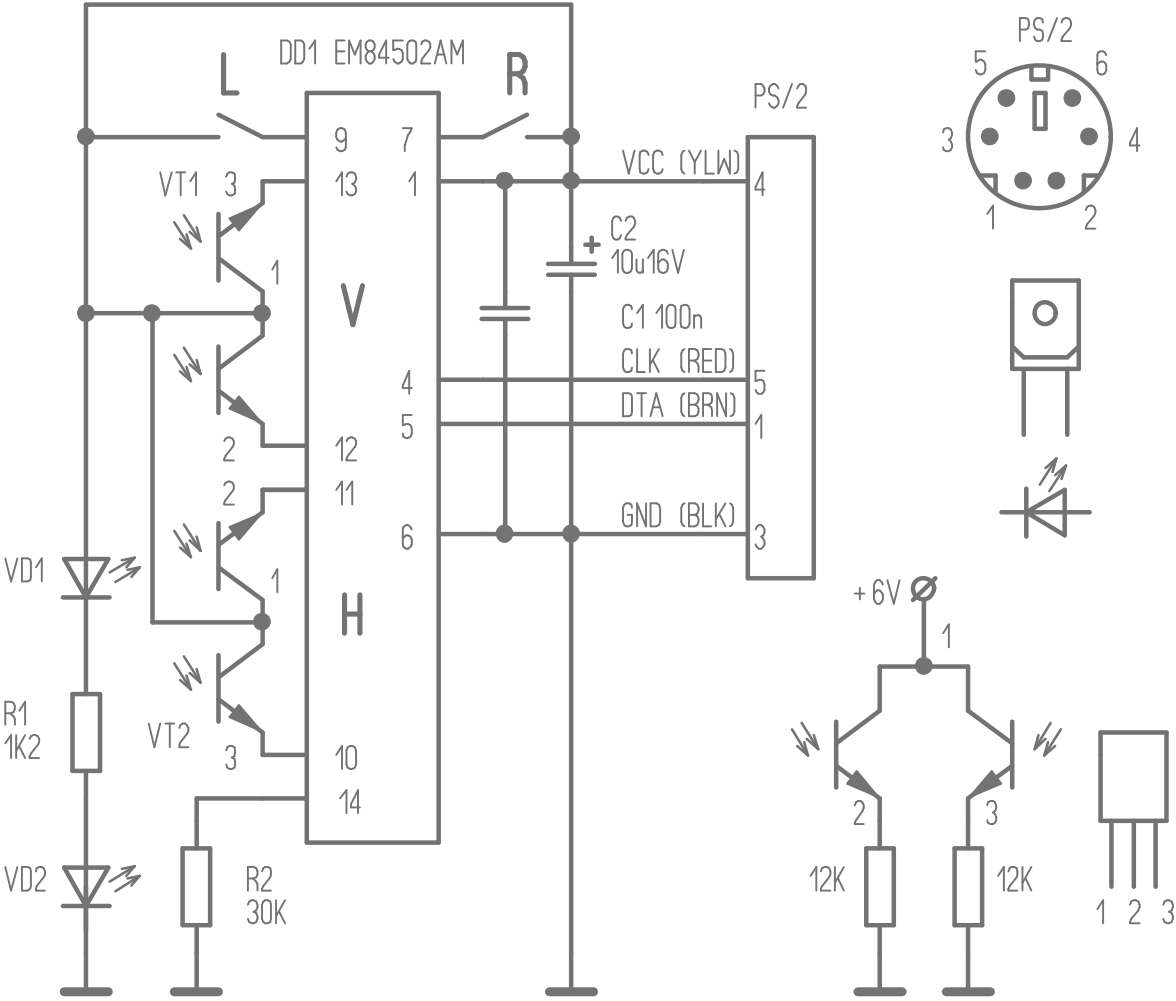 PS/2
DD1 EM84502AM
5
6
L
R
PS/2
9
7
3
4
VT1
3
13
1
VCC (YLW)
4
1
2
+
C2
10u16V
1
V
C1 100n
CLK (RED)
4
5
DTA (BRN)
5
1
2
12
2
11
GND (BLK)
6
3
VD1
1
+6V
H
1
R1
1K2
VT2
3
10
14
2
3
VD2
R2
30K
12K
12K
1 2 3